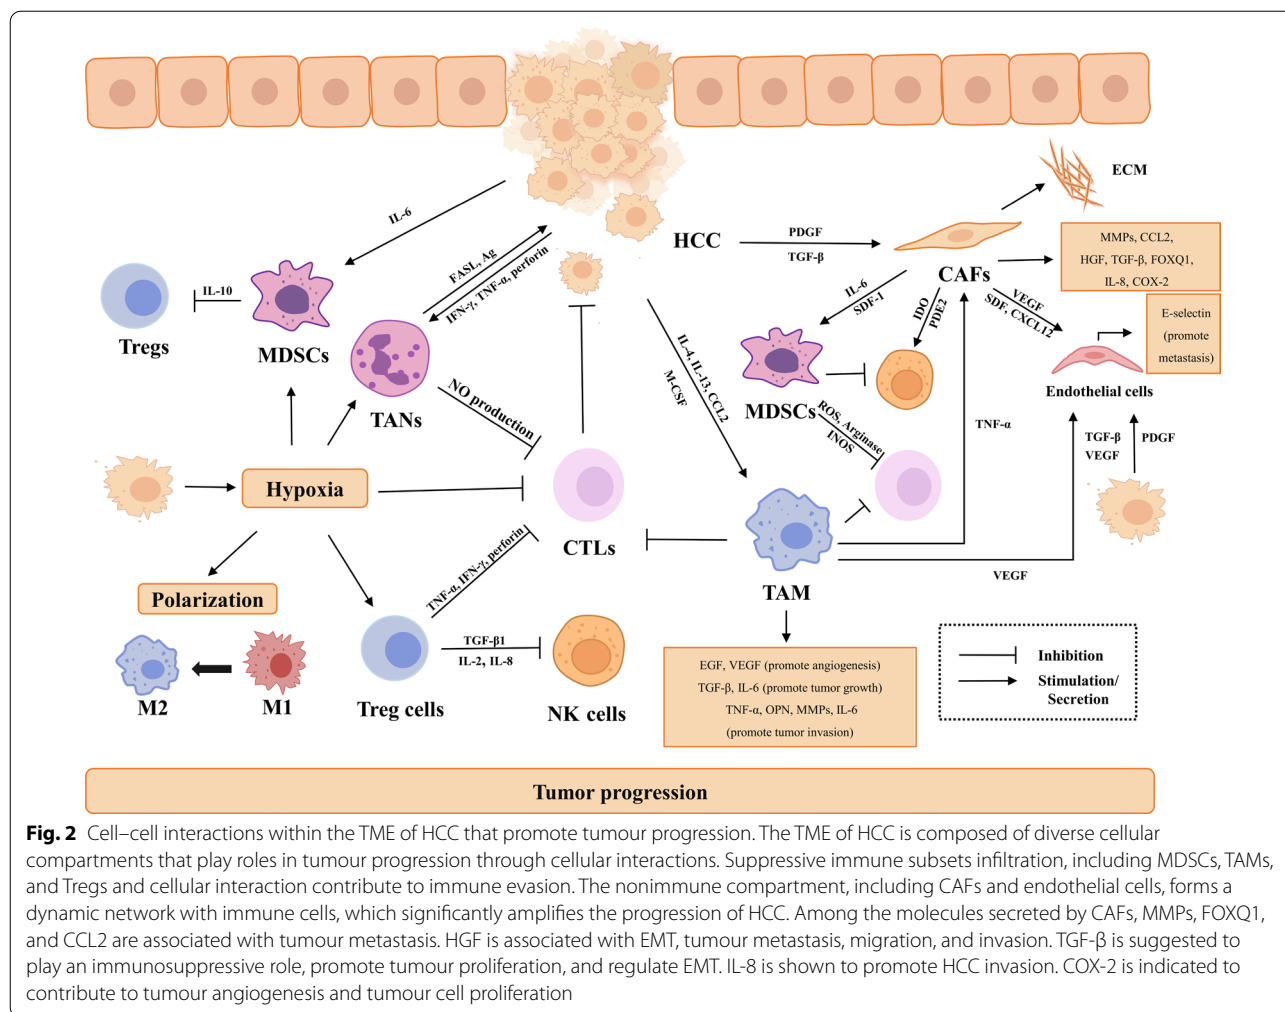 ECM
IL-6
HCC
PDGF
TGF-β
CAFs
MMPs, CCL2,
HGF, TGF-β, FOXQ1,
IL-8, COX-2
FASL, Ag
IFN-γ, TNF-α, perforin
IL-10
Tregs
MDSCs
TANs
IL-6
SDF-1
IDO
PDE2
VEGF
SDF, CXCL12
E-selectin
(promote
metastasis)
Endothelial cells
IL-4, IL-13, CCL2
M-CSF
MDSCs
ROS, Arginase
INOS
NO production
TNF-α
TGF-β
VEGF
PDGF
Hypoxia
CTLs
TAM
VEGF
TNF-α, IFN-γ, perforin
Polarization
TGF-β1
IL-2, IL-8
M2
M1
Treg cells
NK cells
EGF, VEGF (promote angiogenesis)
TGF-β, IL-6 (promote tumor growth)
TNF-α, OPN, MMPs, IL-6
(promote tumor invasion)
Inhibition
Stimulation/
Secretion
Tumor progression
Fig. 2 Cell–cell interactions within the TME of HCC that promote tumour progression. The TME of HCC is composed of diverse cellular
compartments that play roles in tumour progression through cellular interactions. Suppressive immune subsets infiltration, including MDSCs, TAMs,
and Tregs and cellular interaction contribute to immune evasion. The nonimmune compartment, including CAFs and endothelial cells, forms a
dynamic network with immune cells, which significantly amplifies the progression of HCC. Among the molecules secreted by CAFs, MMPs, FOXQ1,
and CCL2 are associated with tumour metastasis. HGF is associated with EMT, tumour metastasis, migration, and invasion. TGF-β is suggested to
play an immunosuppressive role, promote tumour proliferation, and regulate EMT. IL-8 is shown to promote HCC invasion. COX-2 is indicated to
contribute to tumour angiogenesis and tumour cell proliferation